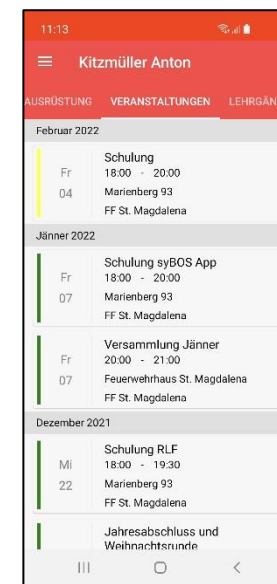 11:13
Kitzmüller Anton
AUSRÜSTUNG VERANSTALTUNGEN LEHRGÄN
Februar 2022
Fr
04
Schulung
18:00 - 20:00
Marienberg 93
FF St. Magdalena
Jänner 2022
Fr
07
Schulung syBOS App
18:00 - 20:00
Marienberg 93
FF St. Magdalena
Fr
07
Versammlung Jänner
20:00 - 21:00
Feuerwehrhaus St. Magdalena
FF St. Magdalena
Dezember 2021
Mi
22
Schulung RLF
18:00 - 19:30
Marienberg 93
FF St. Magdalena
Jahresabschluss und
Weihnachtsrunde